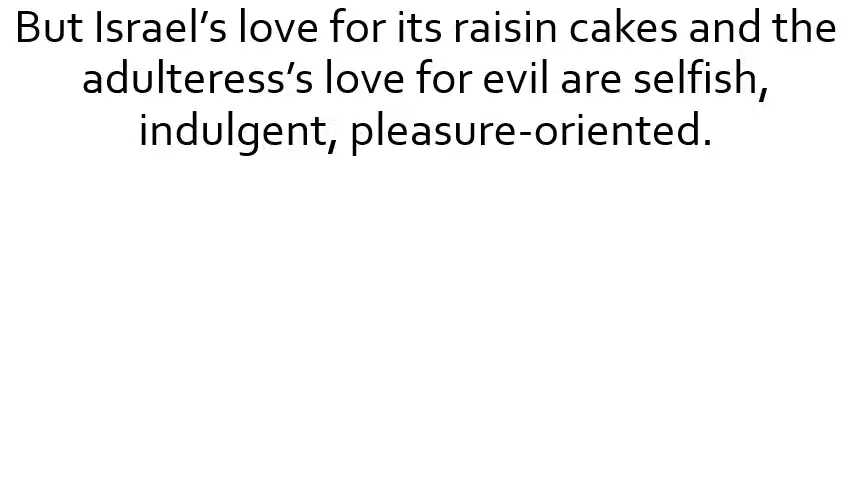 But Israel’s love for its raisin cakes and the
adulteress’s love for evil are selfish,
indulgent, pleasure-oriented.